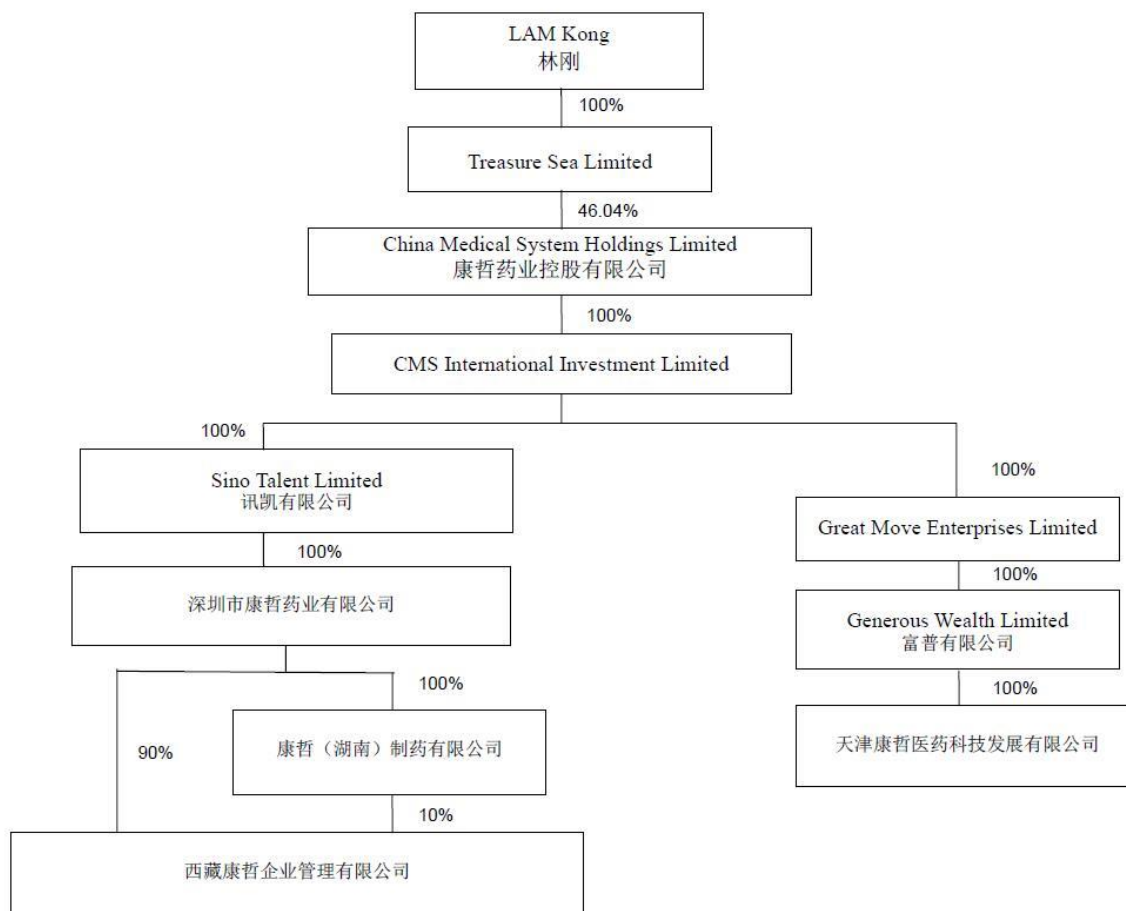 LAM Kong
林刚
100%
Treasure Sea Limited
46.04%
China Medical System Holdings Limited
康哲药业控股有限公司
100%
CMS International Investment Limited
100%
100%
Sino Talent Limited
讯凯有限公司
Great Move Enterprises Limited
100%
100%
深圳市康哲药业有限公司
Generous Wealth Limited
富普有限公司
100%
100%
90%
康哲（湖南）制药有限公司
天津康哲医药科技发展有限公司
10%
西藏康哲企业管理有限公司